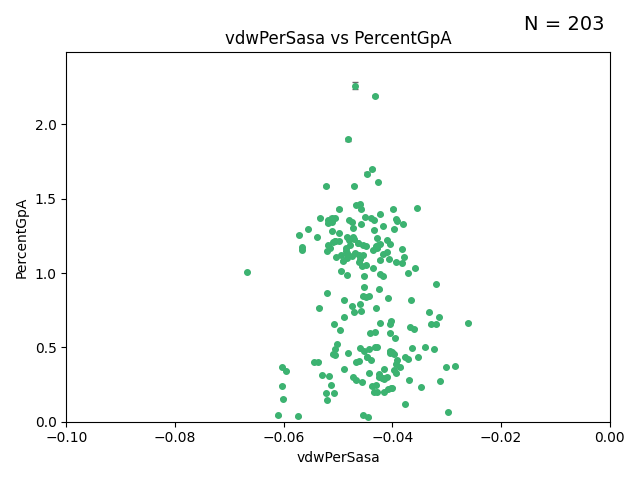 N = 203
vdwPerSasa vs PercentGpA
PercentGpA
2.0
1.5
1.0
0.5
0.0
−0.10 −0.08 −0.06 −0.04 −0.02 0.00
vdwPerSasa